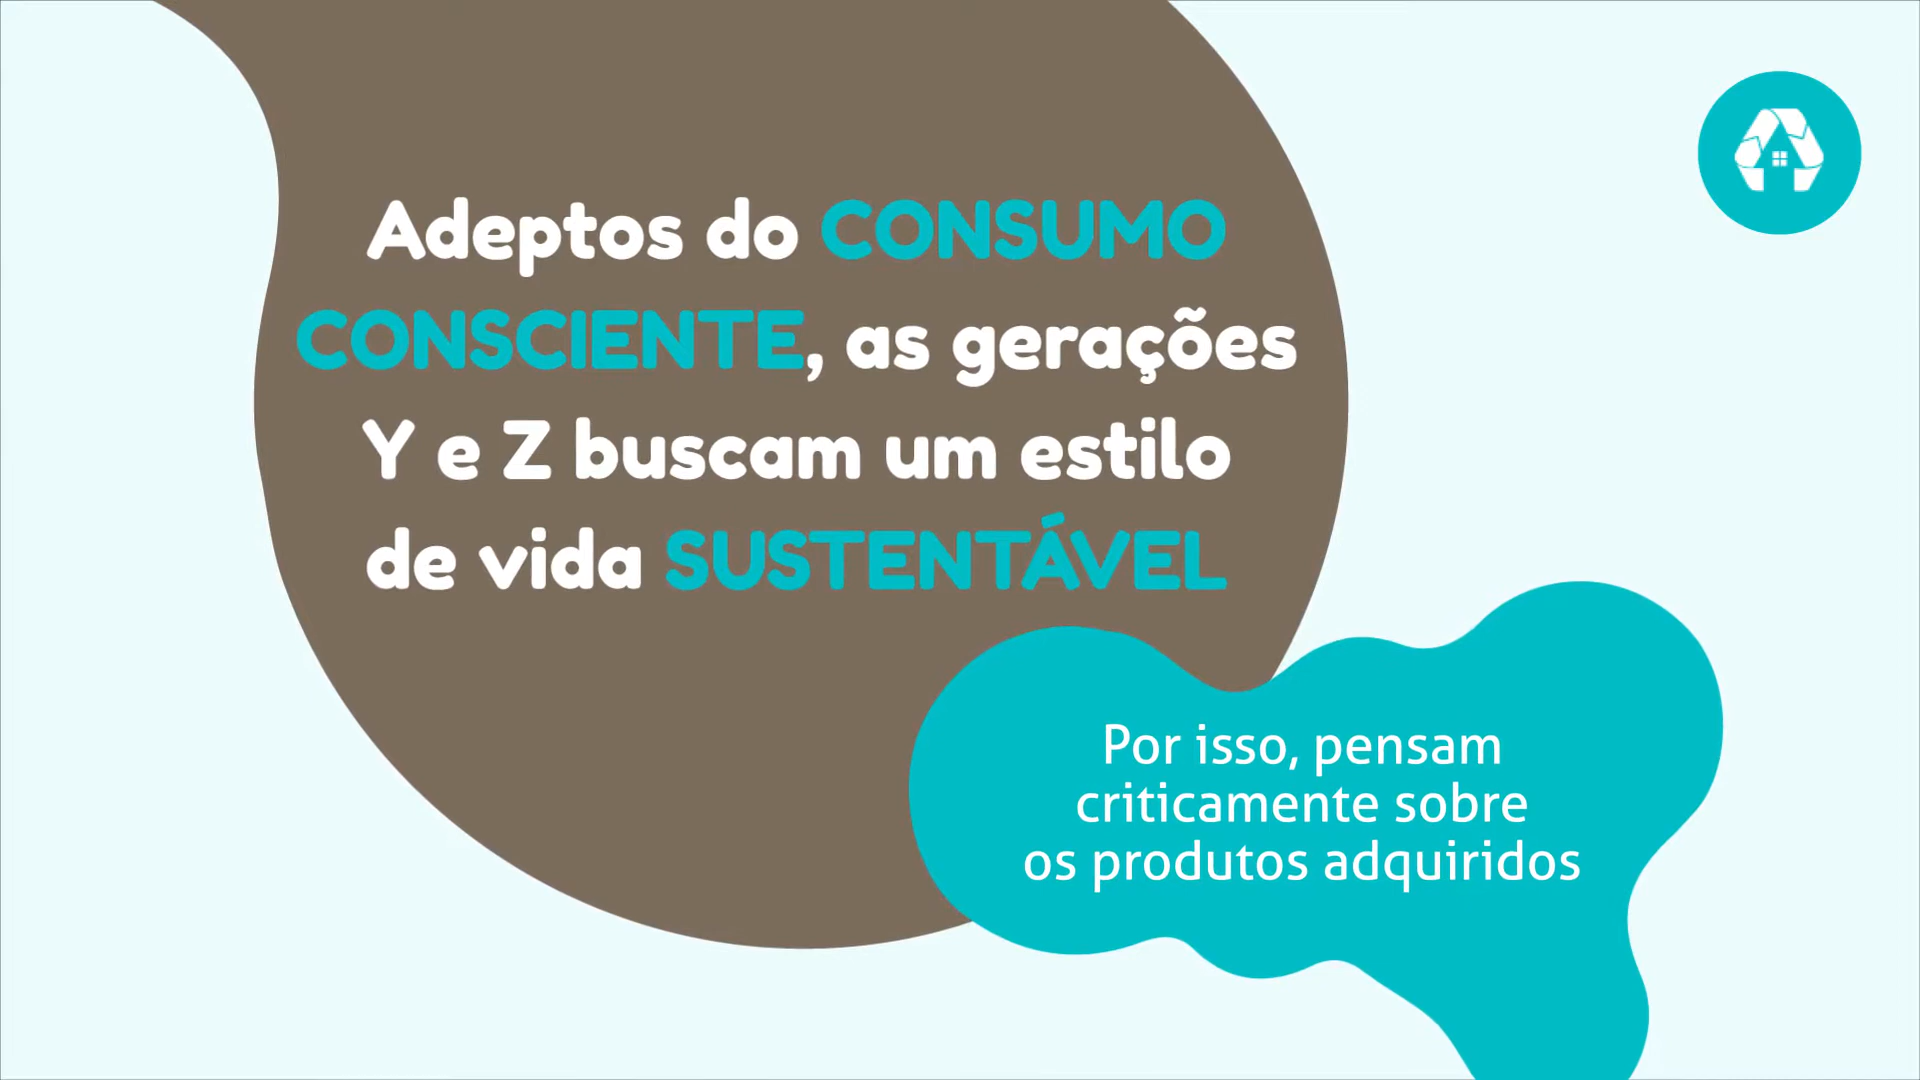 Adeptos do CONSUMO
CONSCIENTE, as gerações
Y e Z buscam um estilo
de vida SUSTENTÁVEL
Por isso, pensam
criticamente sobre
os produtos adquiridos